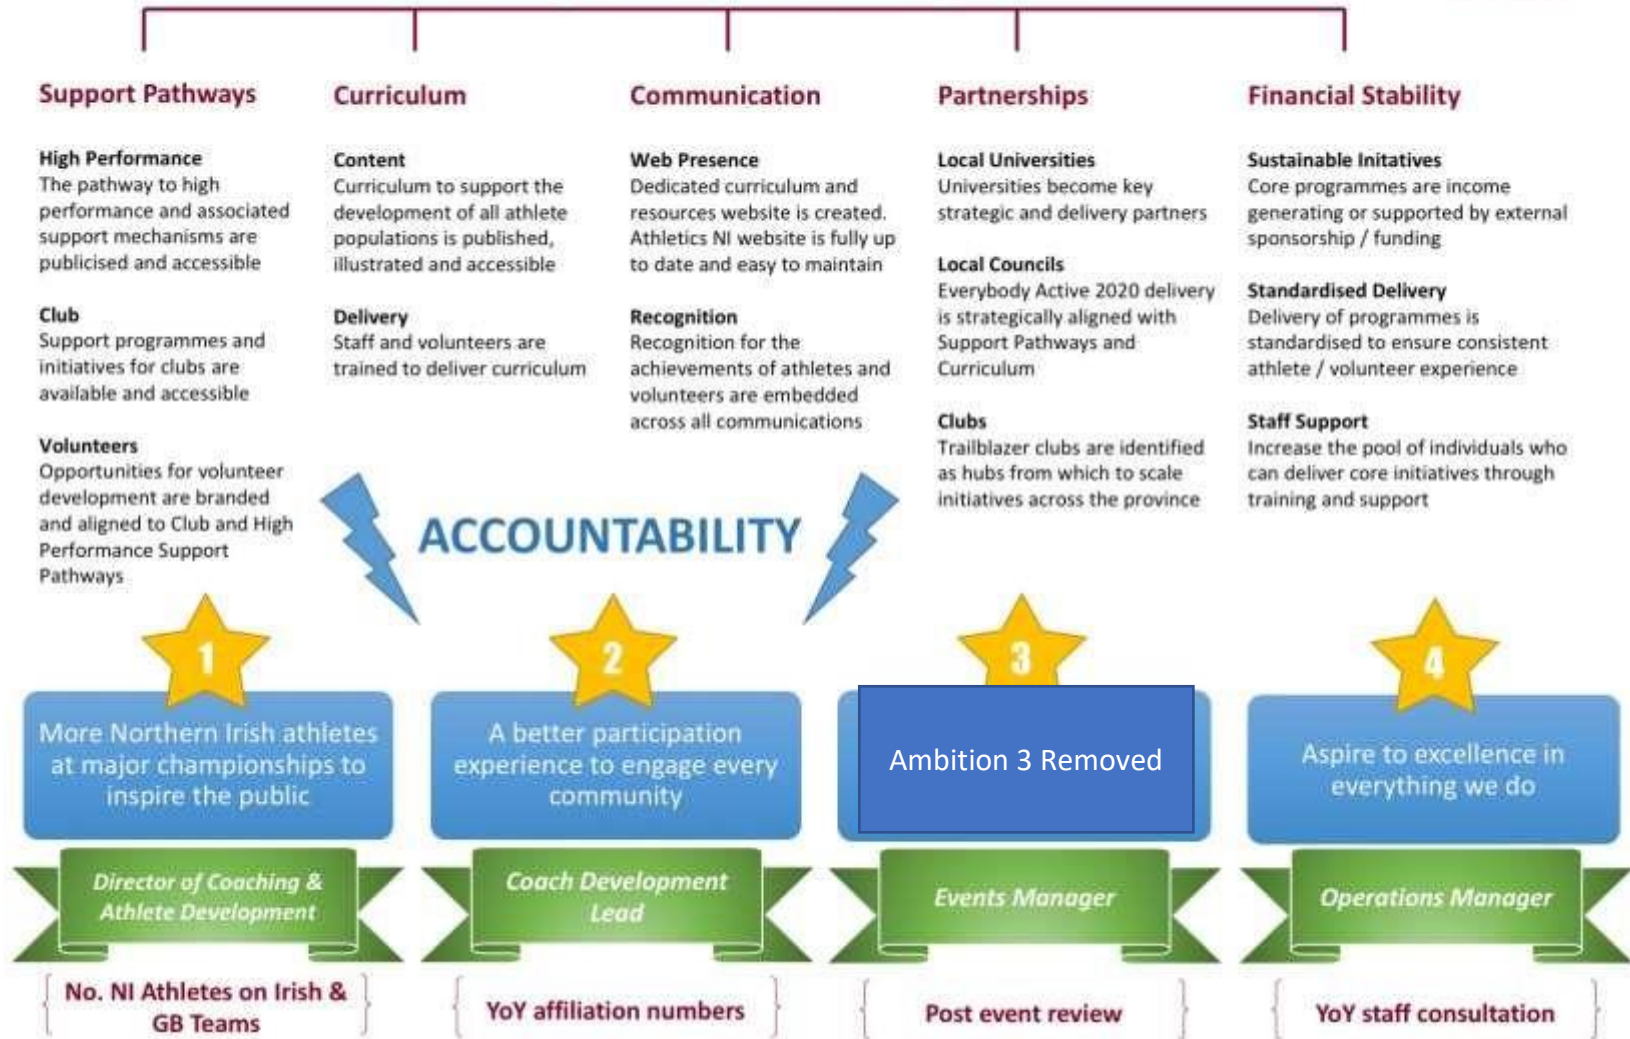 Support Pathways
High Performance
The pathway to high
performance and associated
support mechanisms are
publicised and accessible
Club
Support programmes and
initiatives for clubs are
available and accessible
Volunteers
Opportunities for volunteer
development are branded
and aligned to Club and High
Performance Support
Pathways
Curriculum
Content
Curriculum to support the
development of all athlete
populations is published,
illustrated and accessible
Delivery
Staff and volunteers are
trained to deliver curriculum
Communication
Web Presence
Dedicated curriculum and
resources website is created.
Athletics NI website is fully up
to date and easy to maintain
Recognition
Recognition for the
achievements of athletes and
volunteers are embedded
across all communications
Partnerships
Local Universities
Universities become key
strategic and delivery partners
Local Councils
Everybody Active 2020 delivery
is strategically aligned with
Support Pathways and
Curriculum
Clubs
Trailblazer clubs are identified
as hubs from which to scale
initiatives across the province
Financial Stability
Sustainable Initatives
Core programmes are income
generating or supported by external
sponsorship / funding
Standardised Delivery
Delivery of programmes is
standardised to ensure consistent
athlete / volunteer experience
Staff Support
Increase the pool of individuals who
can deliver core initiatives through
training and support
ACCOUNTABILITY
1
More Northern Irish athletes
at major championships to
inspire the public
Director of Coaching &
Athlete Development
No. NI Athletes on Irish &
GB Teams
2
A better participation
experience to engage every
community
Coach Development
Lead
YoY affiliation numbers
3
Ambition 3 Removed
Events Manager
Post event review
4
Aspire to excellence in
everything we do
Operations Manager
YoY staff consultation